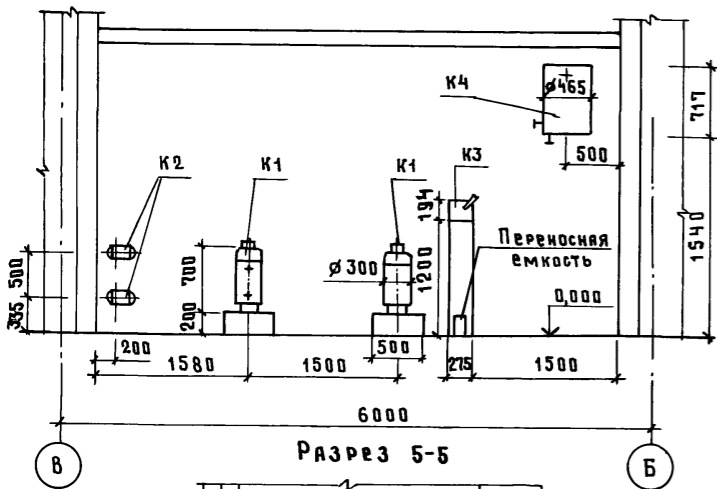 К4
ø465
717
500
К2
К1
К1
К3
194
Переносная
емкость
500
700
ø300
1200
1540
335
200
0,000
200
500
275
1580
1500
1500
6000
В
Разрез 5-5
Б